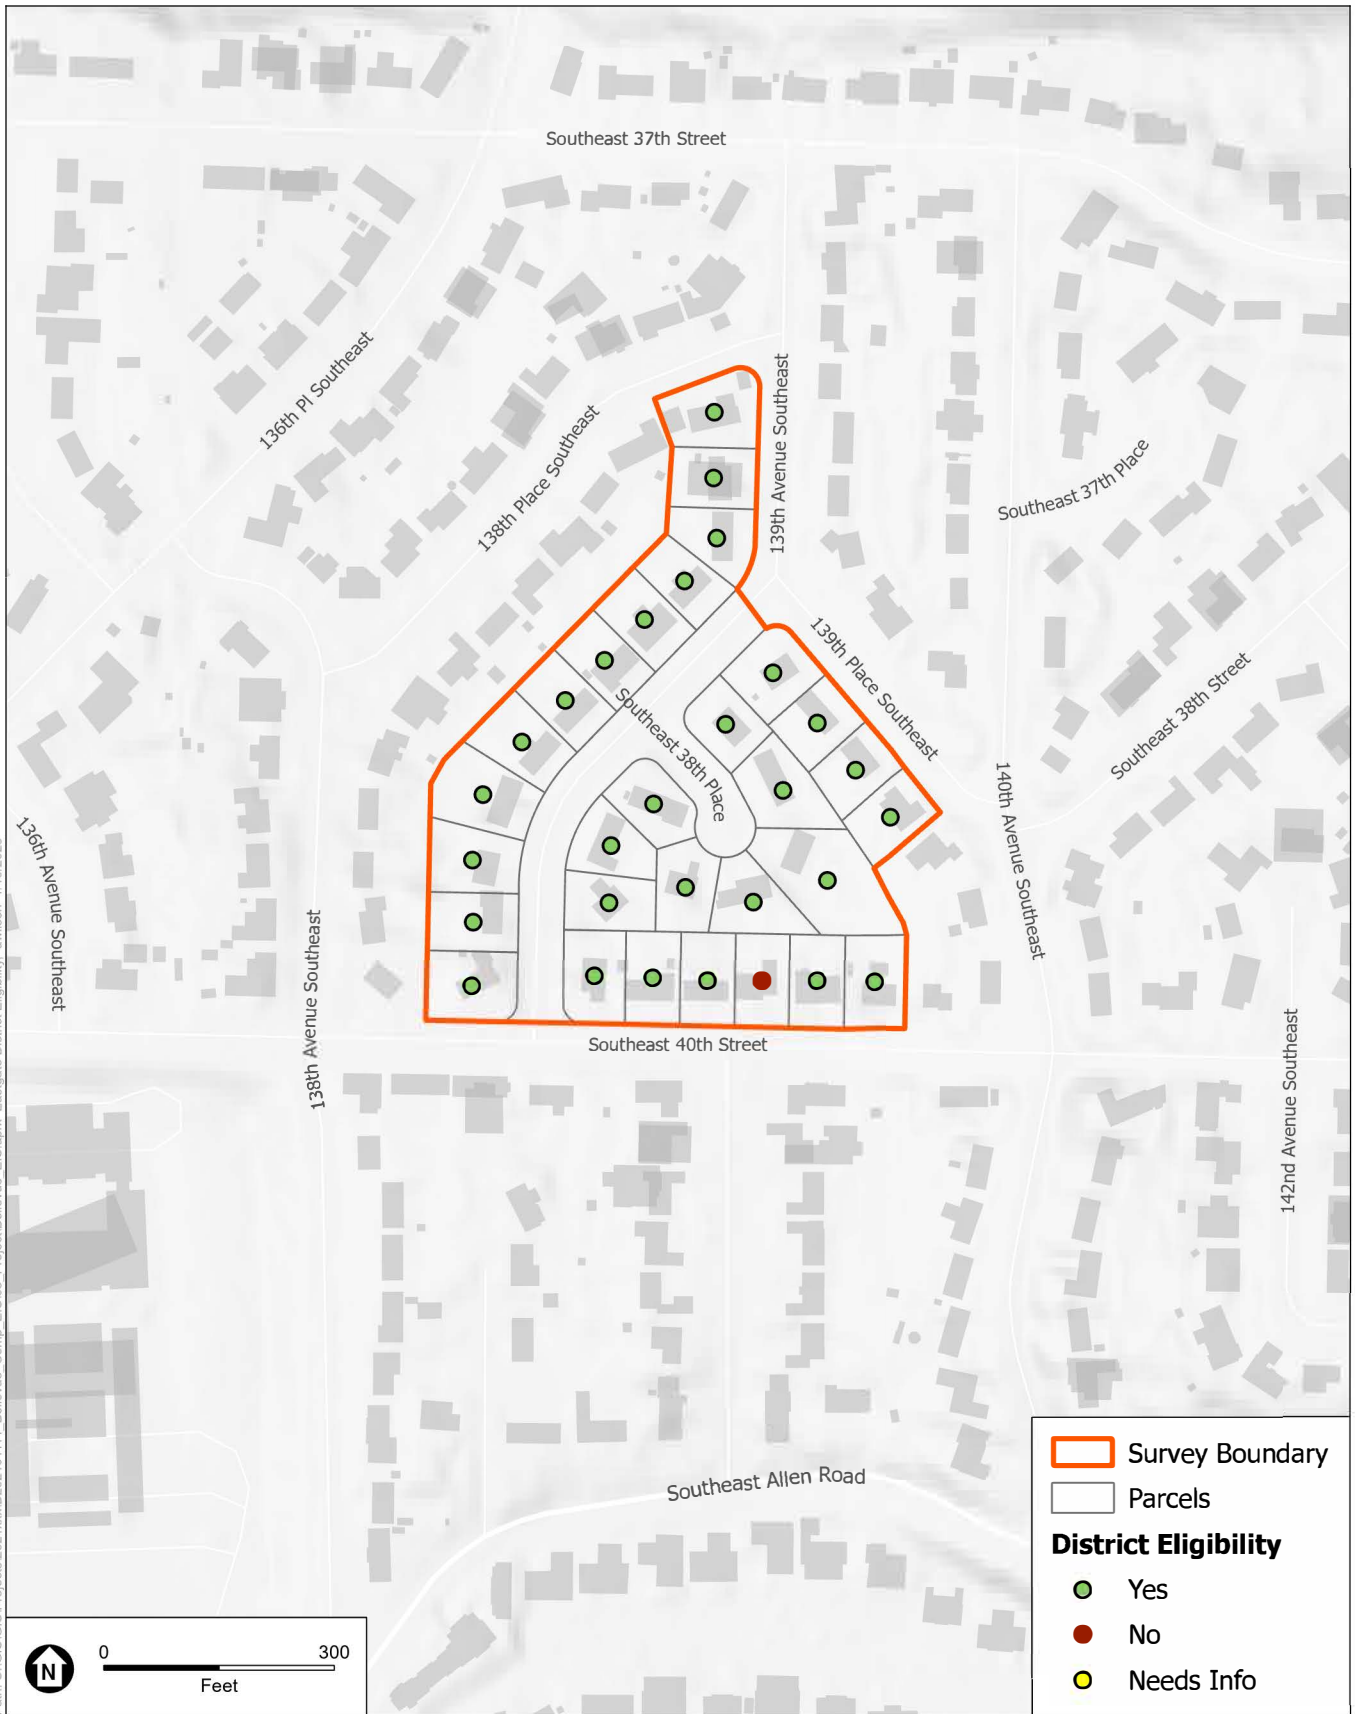 Southeast 37th Street
136th Pl Southeast
138th Place Southeast
139th Avenue Southeast
Southeast 37th Place
139th Place Southeast
Southeast 38th Street
Southeast 38th Place
140th Avenue Southeast
136th Avenue Southeast
138th Avenue Southeast
Southeast 40th Street
142nd Avenue Southeast
Southeast Allen Road
Survey Boundary
Parcels
District Eligibility
Yes
No
Needs Info
N
0 300
Feet